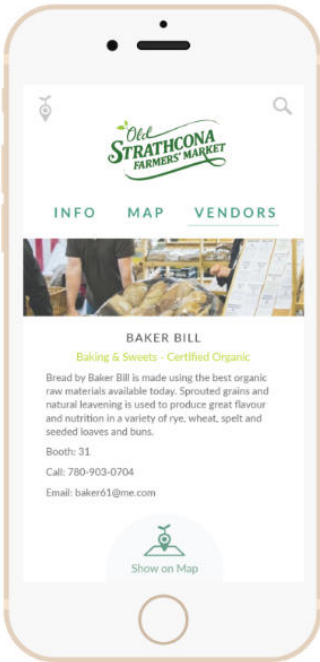 Old
STRATHCONA
FARMERS' MARKET
INFO MAP VENDORS
BAKER BILL
Baking & Sweets - Certified Organic
Bread by Baker Bill is made using the best organic
raw materials available today. Sprouted grains and
natural leavening is used to produce great flavour
and nutrition in a variety of rye, wheat, spelt and
seeded loaves and buns.
Booth: 31
Call: 780-903-0704
Email: baker61@me.com
Show on Map